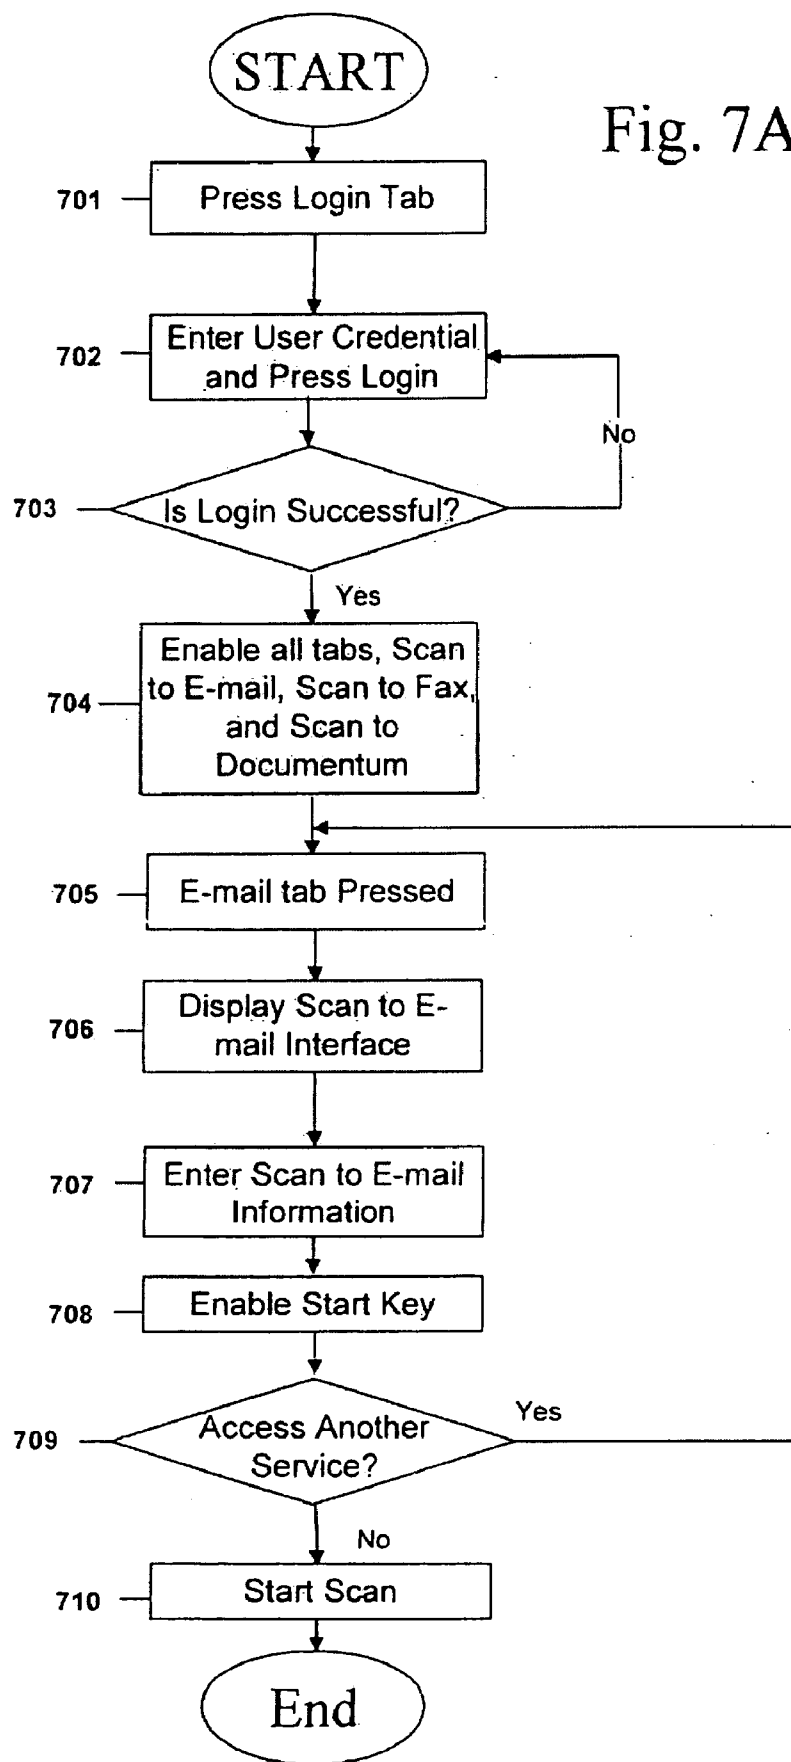 START
Fig. 7A
701
Press Login Tab
702
Enter User Credential
and Press Login
No
703
Is Login Successful?
Yes
704
Enable all tabs, Scan
to E-mail, Scan to Fax,
and Scan to
Documentum
705
E-mail tab Pressed
706
Display Scan to E-
mail Interface
707
Enter Scan to E-mail
Information
708
Enable Start Key
709
Access Another
Service?
Yes
No
710
Start Scan
End